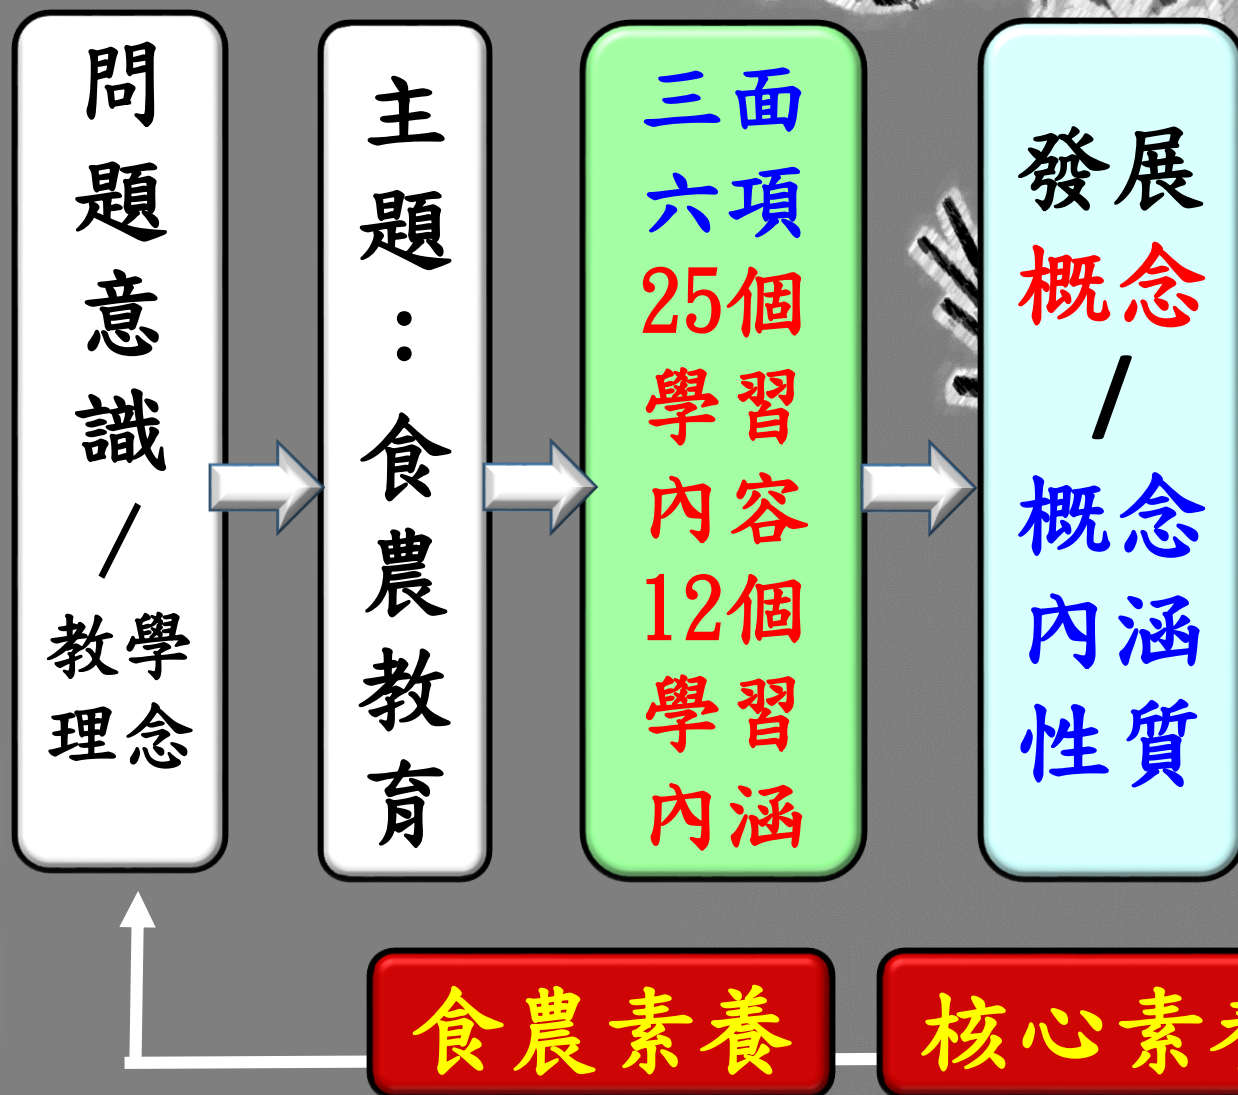 問題意識/
教學
理念
主題:食農教育
三面
六項
25個
學習
內容
12個
學習
內涵
發展
概念
/
概念
內涵
性質
食農素養
核心素